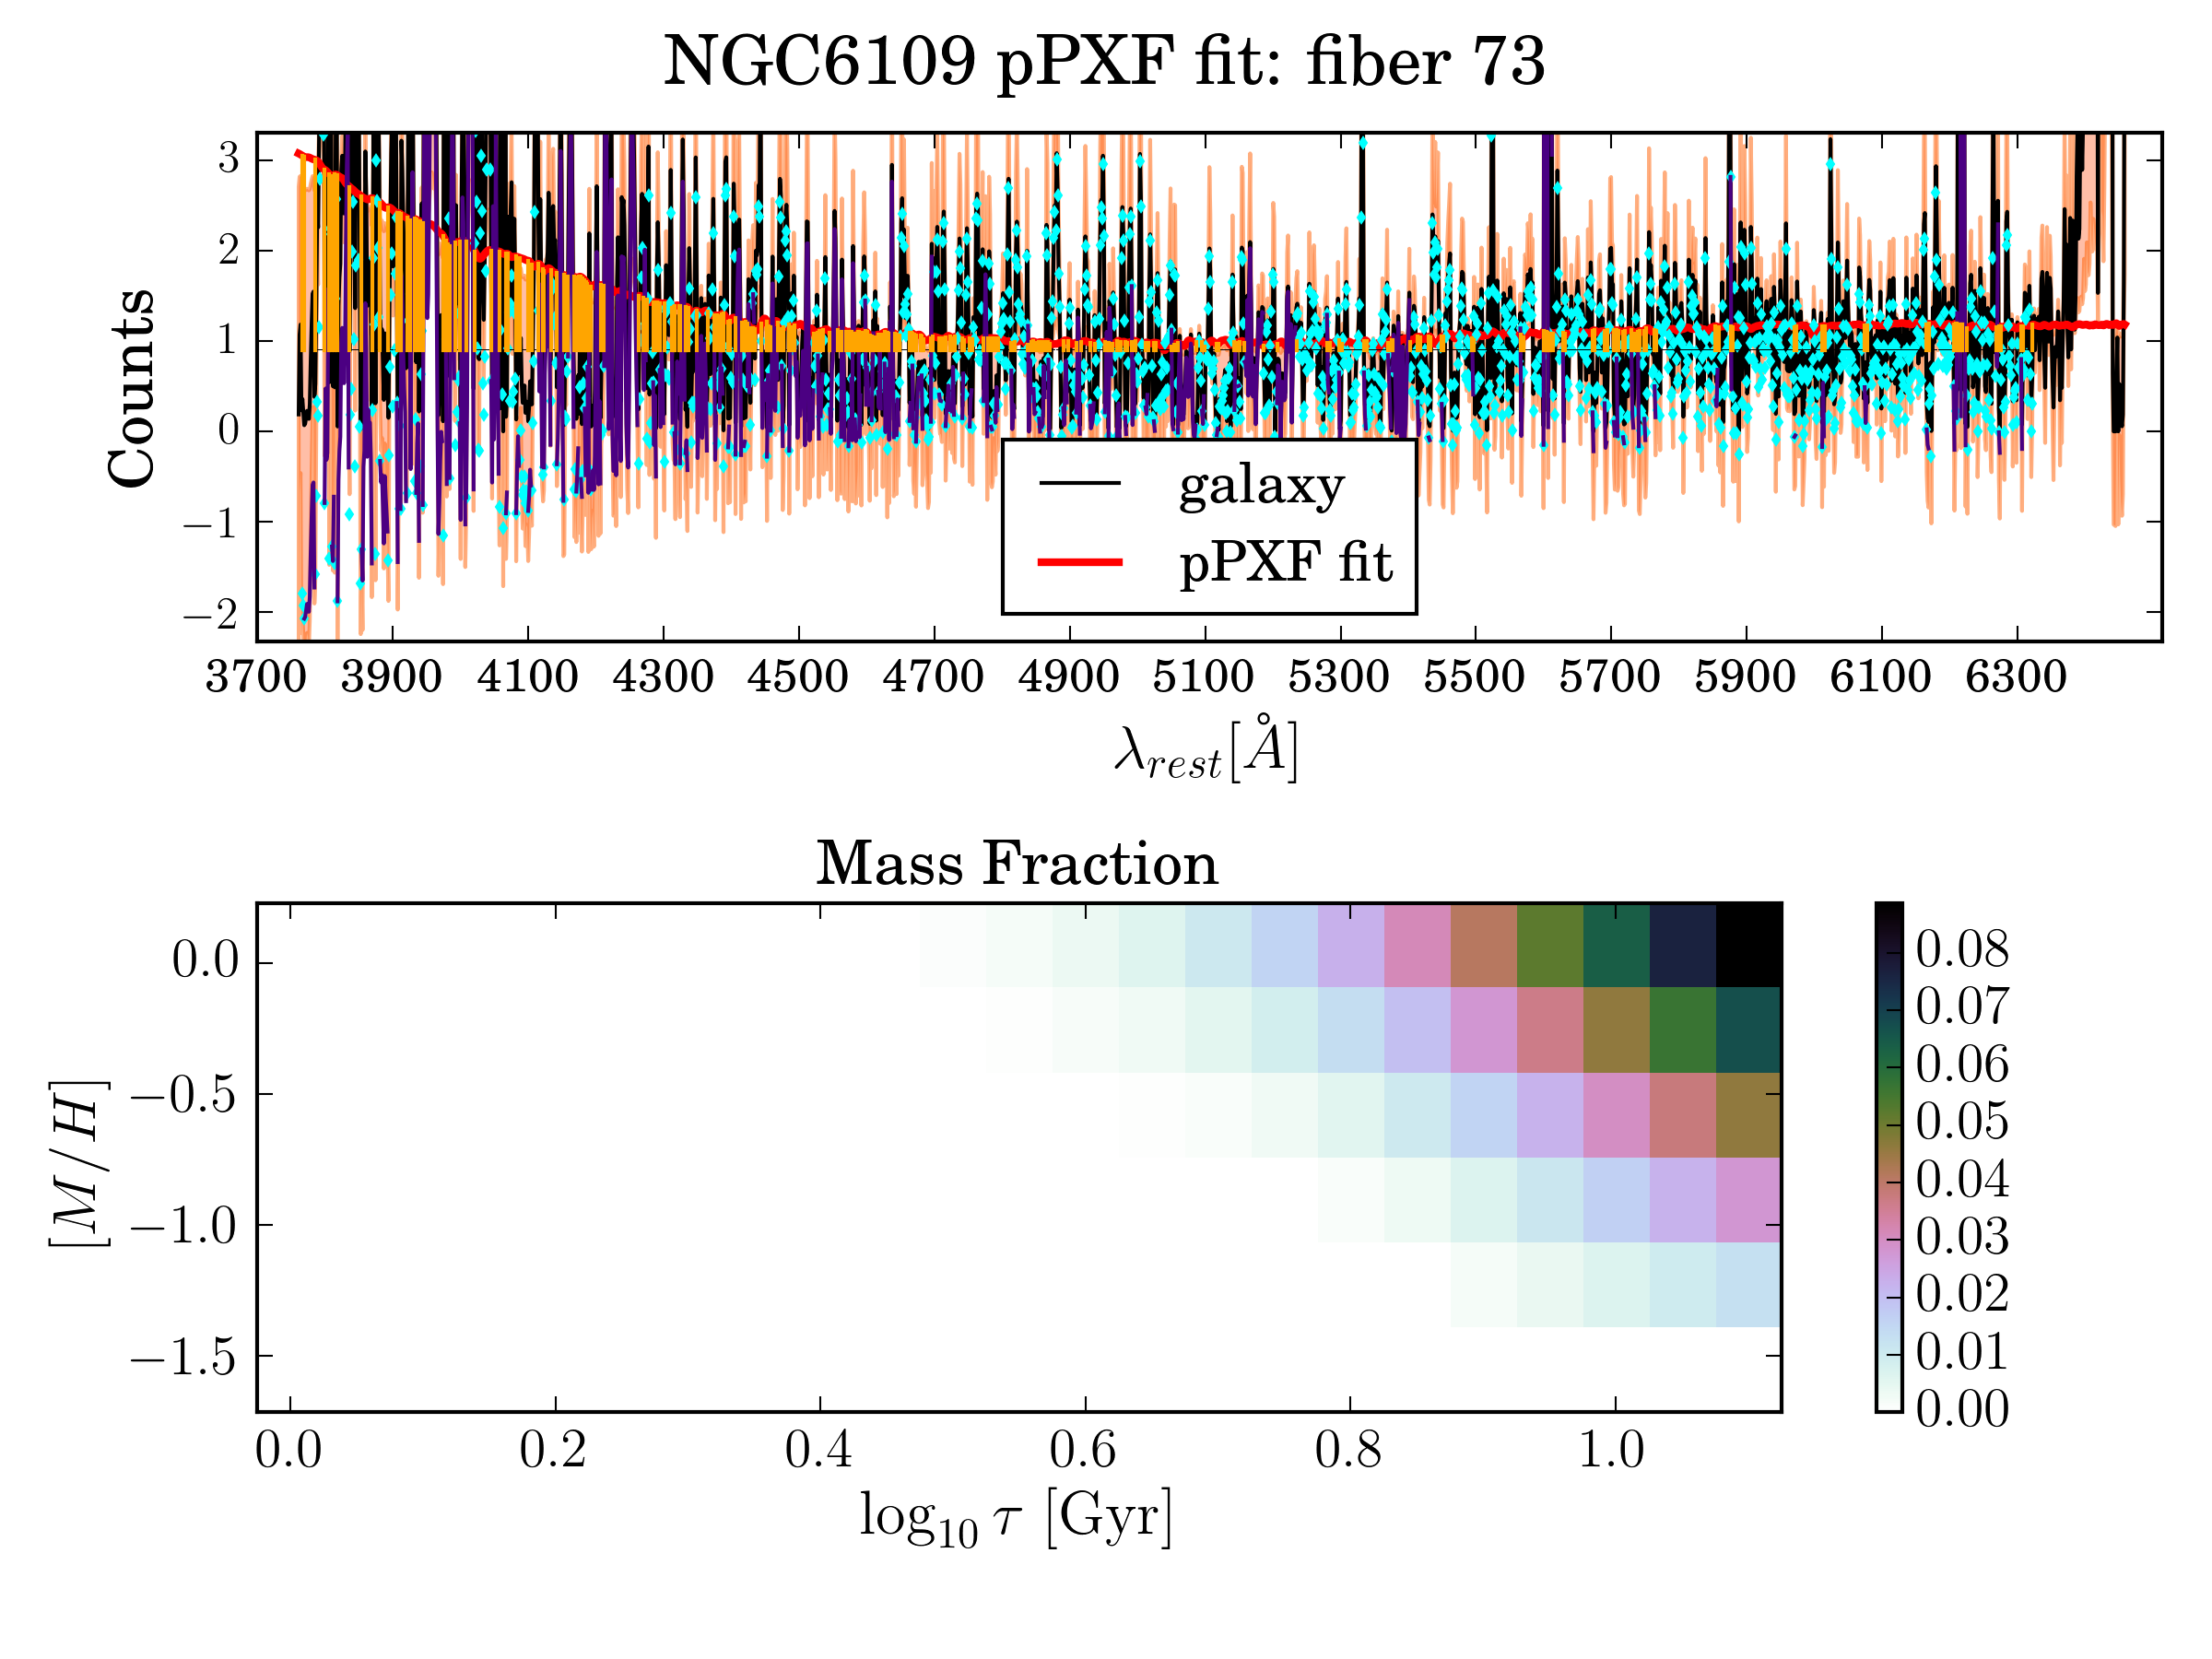 NGC6109 pPXF fit: fiber 73
3
2
1
0
−1
−2
Counts
galaxy
pPXF fit
3700 3900 4100 4300 4500 4700 4900 5100 5300 5500 5700 5900 6100 6300
λrest[Å]
Mass Fraction
0.0
−0.5
−1.0
−1.5
[M/H]
0.08
0.07
0.06
0.05
0.04
0.03
0.02
0.01
0.00
0.0 0.2 0.4 0.6 0.8 1.0
log10 τ [Gyr]